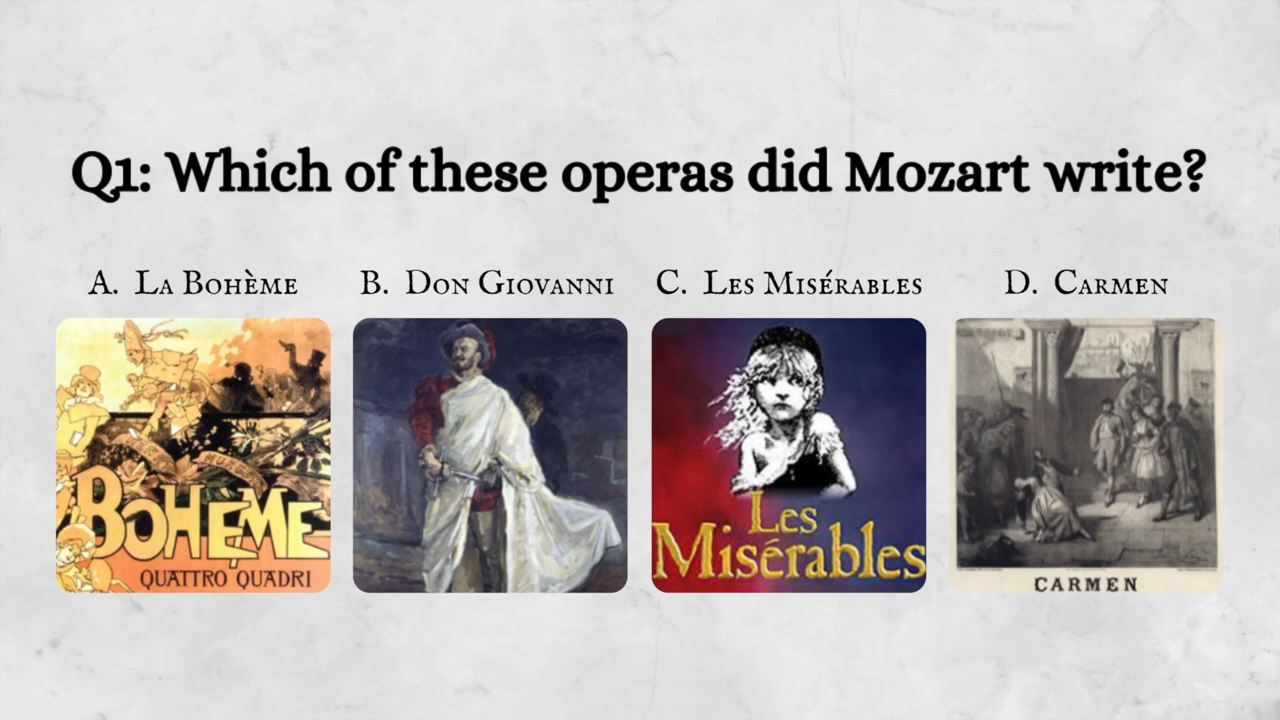 Q1: Which of these operas did Mozart write?
A. La Bohème
B. Don Giovanni
C. Les Misérables
D. Carmen
BOHÈME
QUATTRO QUADRI
Les
Misérables
CARMEN